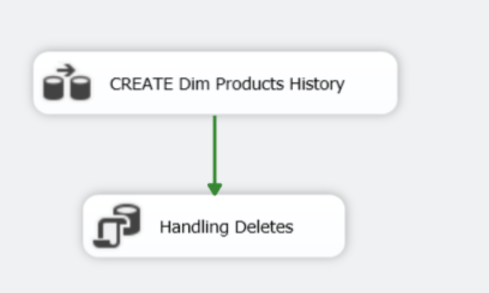 CREATE Dim Products History
Handling Deletes